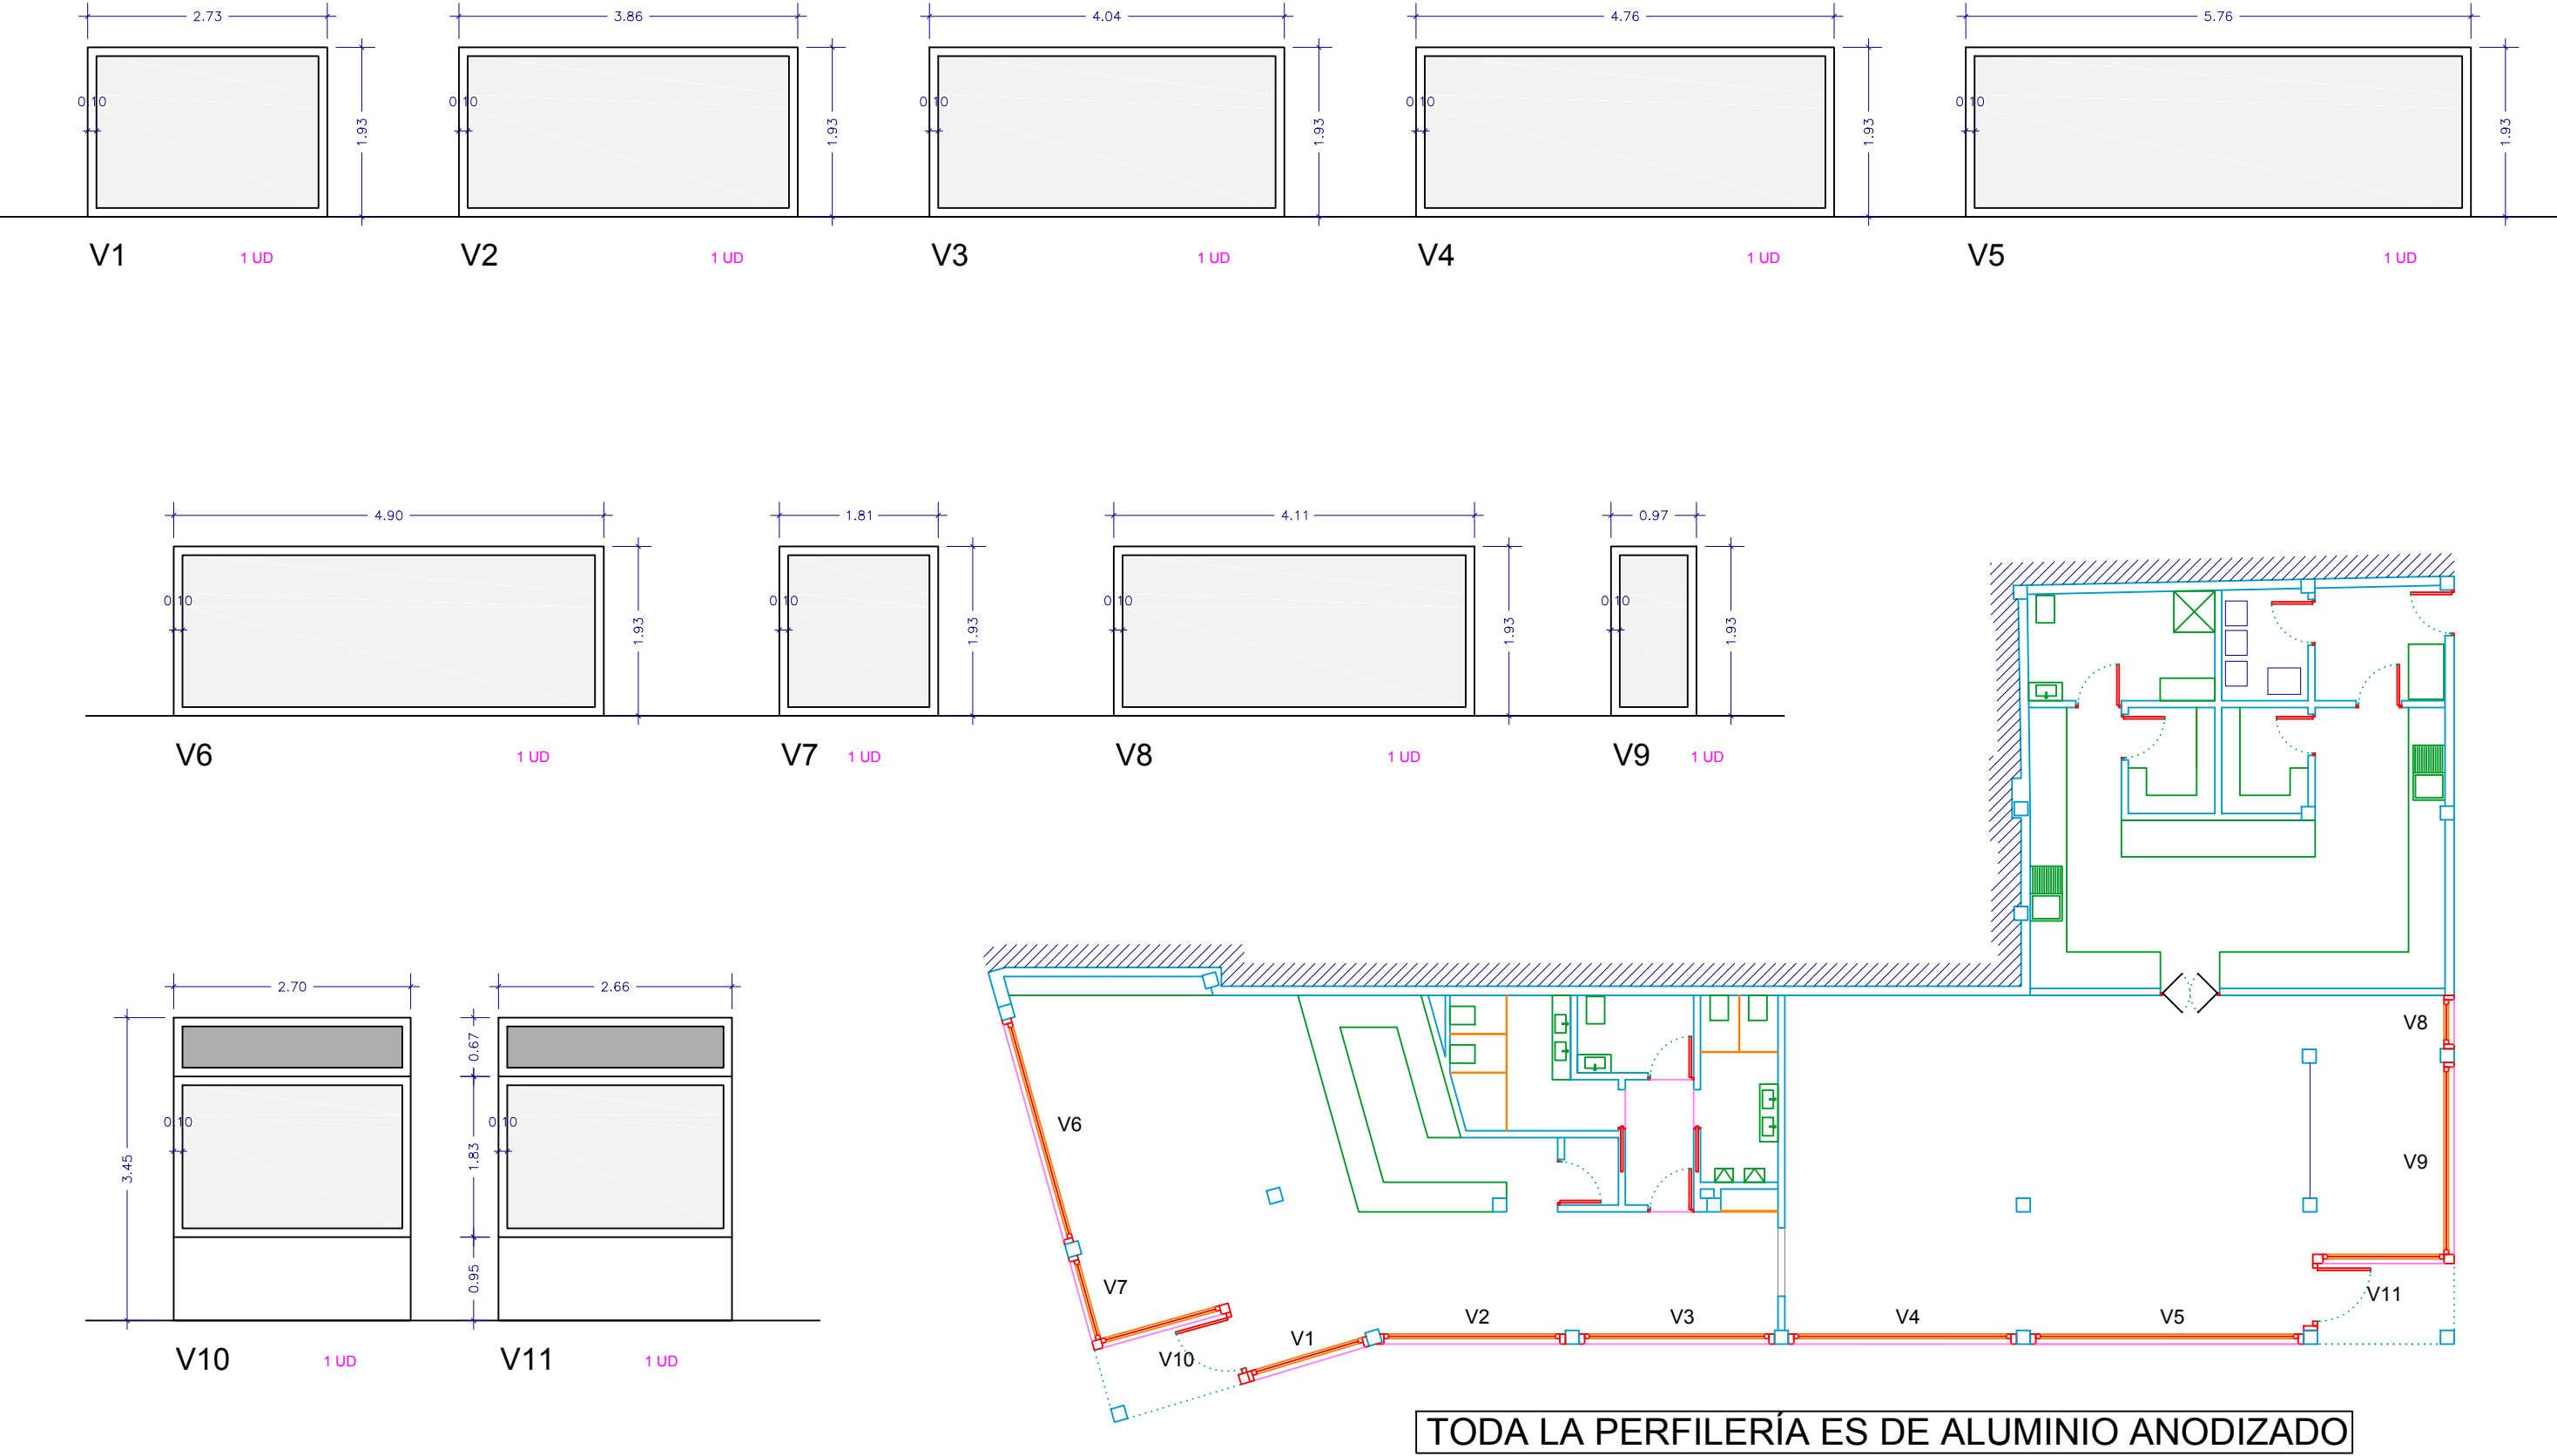 2.73 3.86 4.04 4.76 5.76
0.10 0.10 0.10 0.10 0.10
1.93 1.93 1.93 1.93 1.93
V1 1 UD V2 1 UD V3 1 UD V4 1 UD V5 1 UD
4.90 1.81 4.11 0.97
0.10 0.10 0.10 0.10
1.93 1.93 1.93 1.93
V6 1 UD V7 1 UD V8 1 UD V9 1 UD
2.70 2.66
0.67
0.10 0.10
3.45 1.83
0.95
V10 1 UD V11 1 UD
V8
V6
V9
V7
V11
V2 V3 V4 V5
V1
V10
TODA LA PERFILERÍA ES DE ALUMINIO ANODIZADO